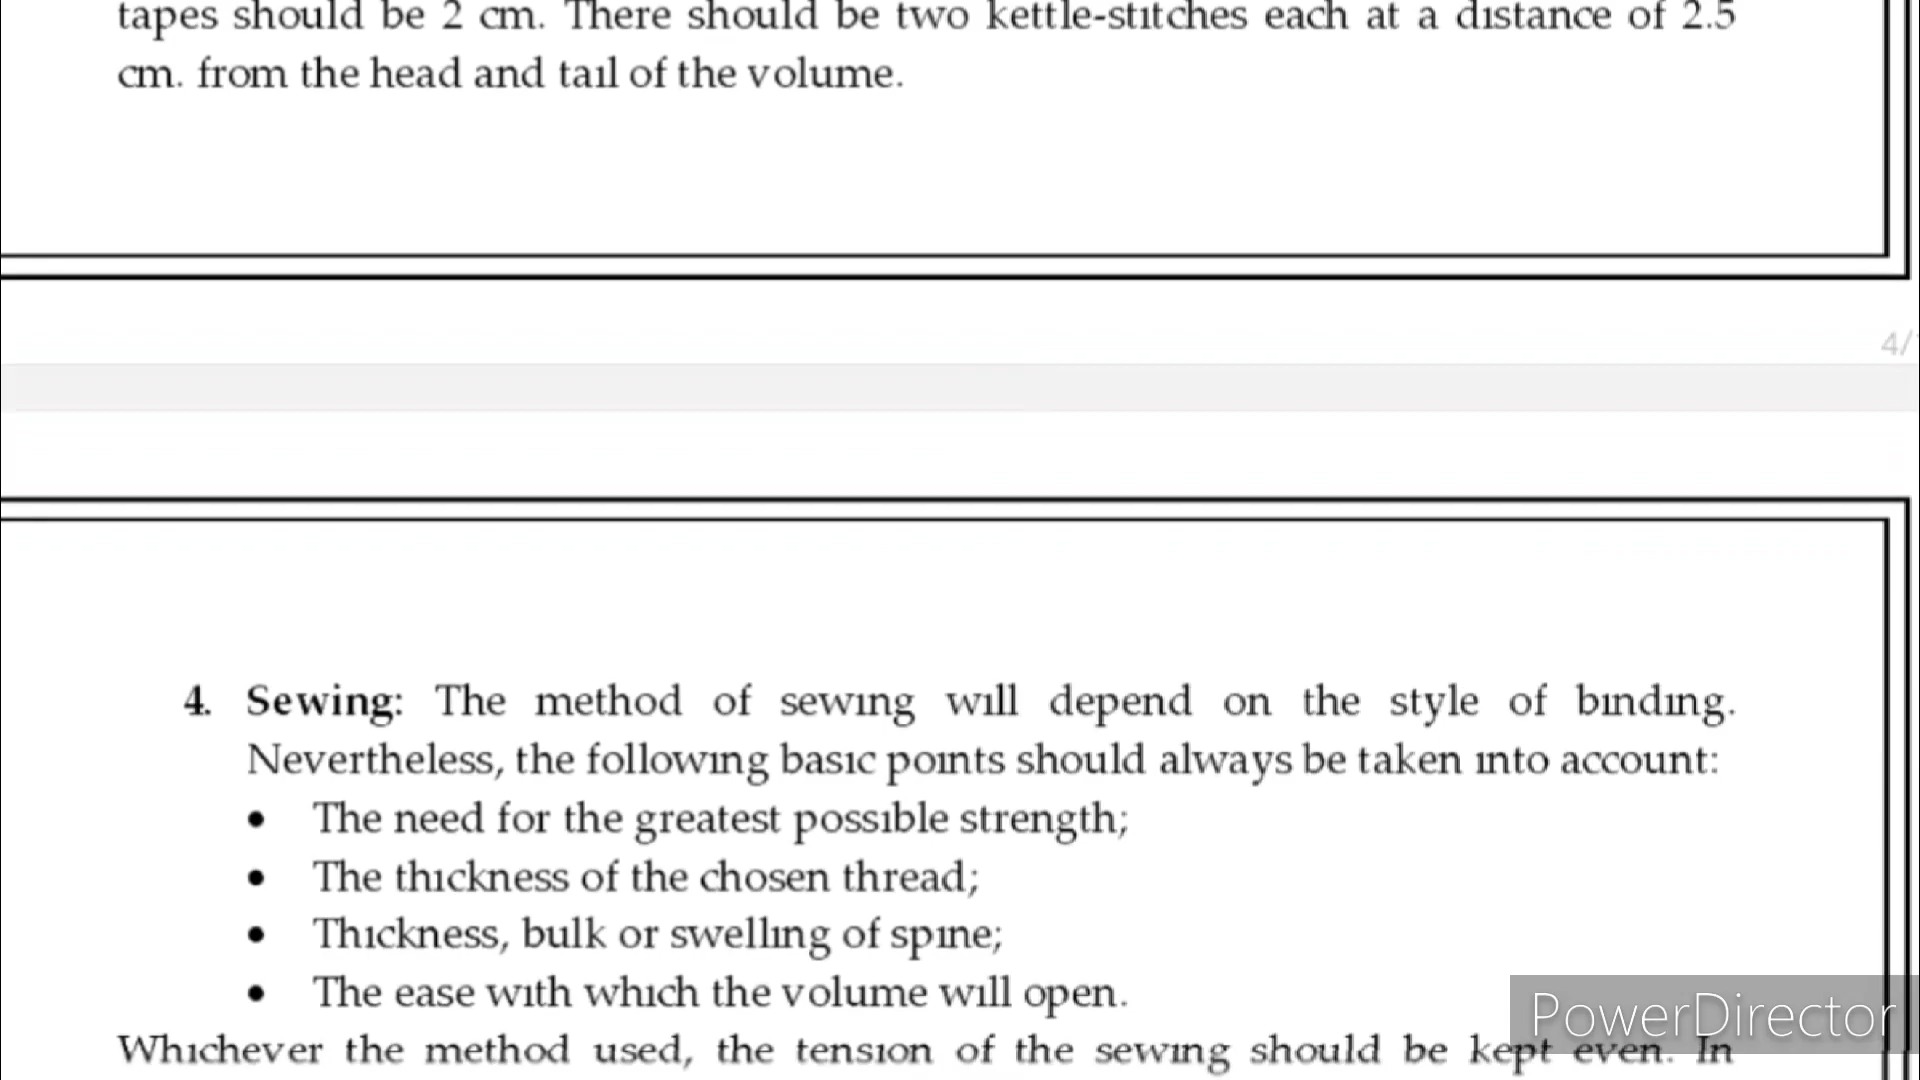 tapes should be 2 cm. There should be two kettle-stitches each at a distance of 2.5
cm. from the head and tail of the volume.
4/
4. Sewing: The method of sewing will depend on the style of binding.
Nevertheless, the following basic points should always be taken into account:
• The need for the greatest possible strength;
• The thickness of the chosen thread;
• Thickness, bulk or swelling of spine;
• The ease with which the volume will open.
PowerDirector
Whichever the method used, the tension of the sewing should be kept even. In